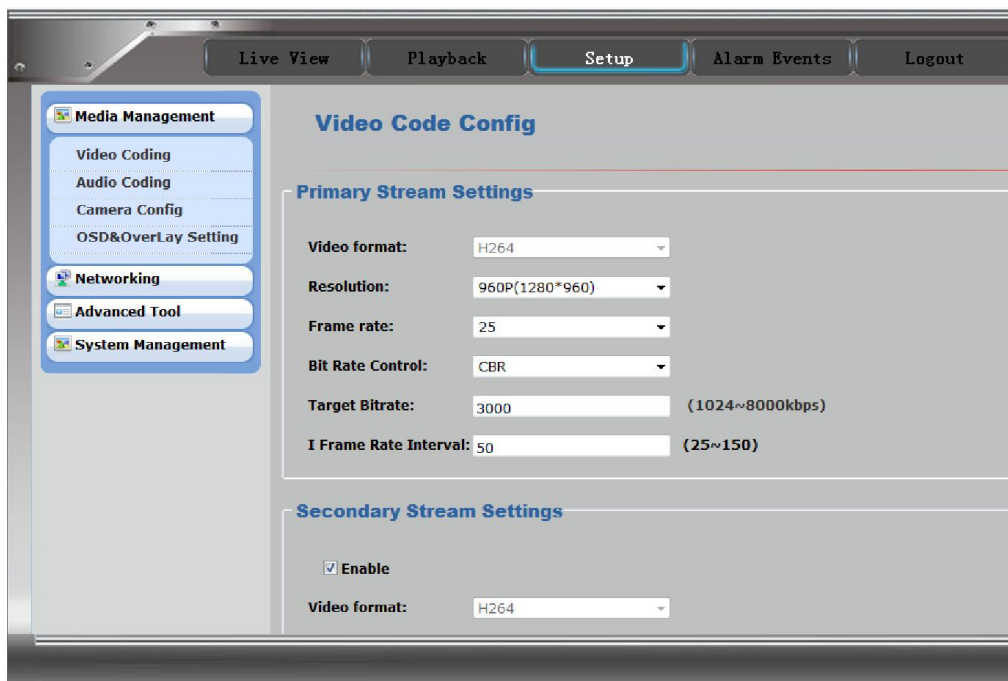 Live View
Playback
Setup
Alarm Events
Logout
Media Management
Video Coding
Audio Coding
Camera Config
OSD&OverLay Setting
Networking
Advanced Tool
System Management
Video Code Config
Primary Stream Settings
Video format: H264
Resolution: 960P(1280*960)
Frame rate: 25
Bit Rate Control: CBR
Target Bitrate: 3000 (1024~8000kbps)
I Frame Rate Interval: 50 (25~150)
Secondary Stream Settings
Enable
Video format: H264